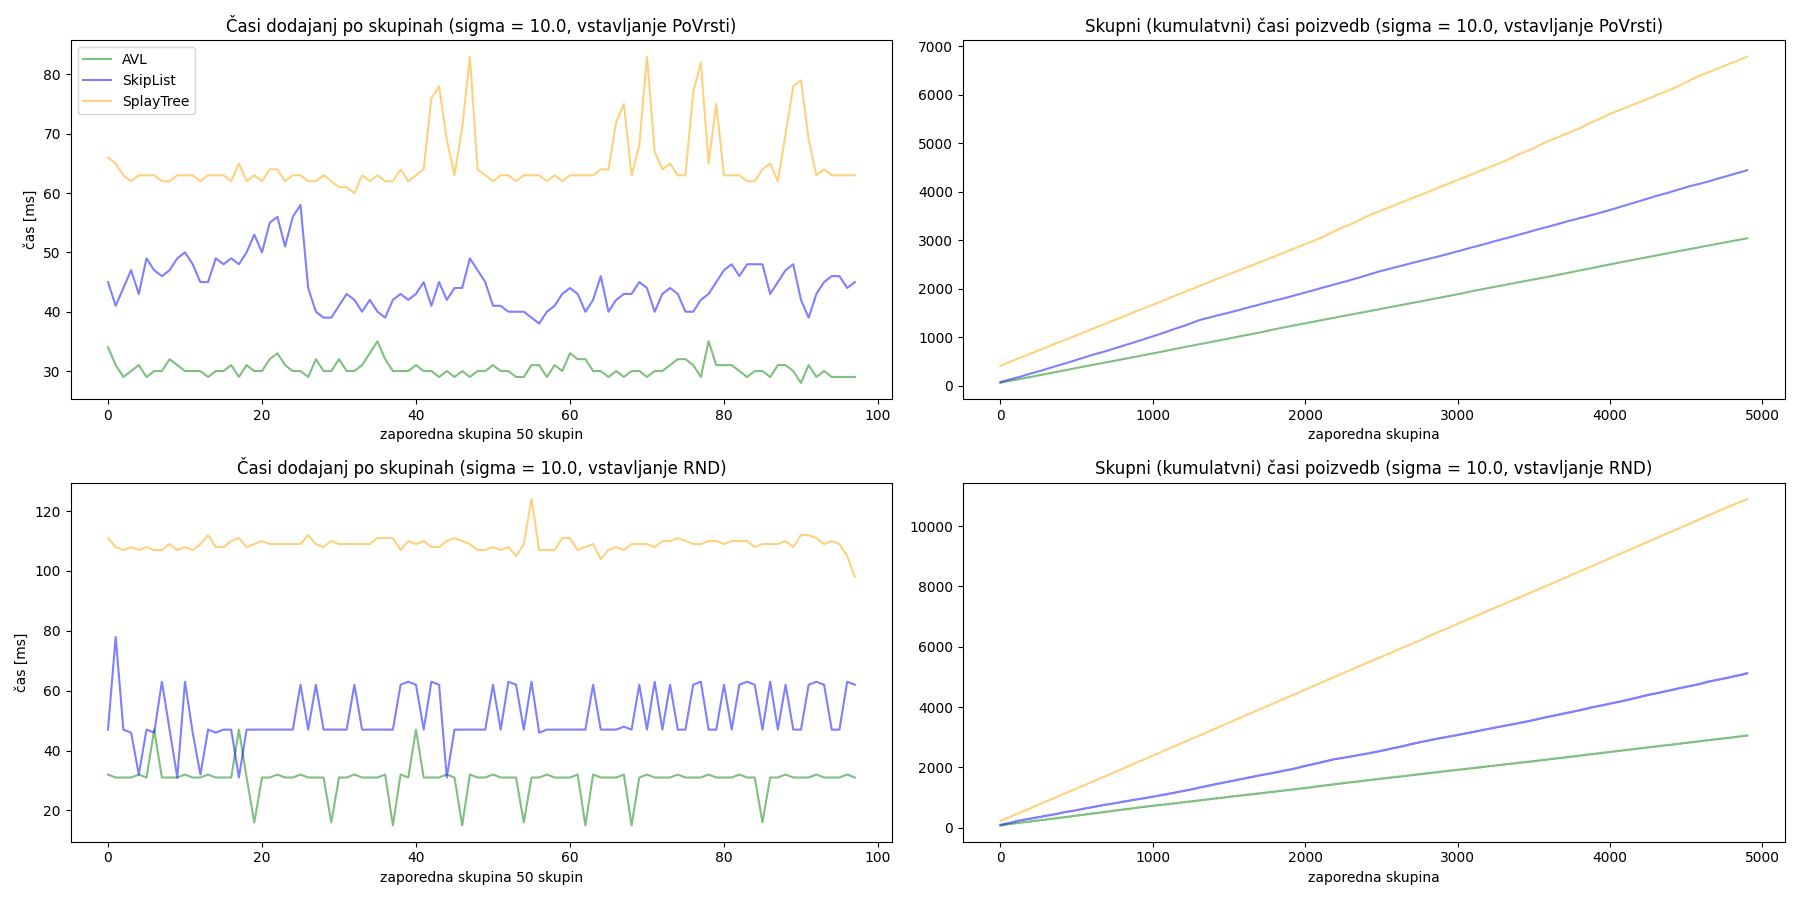 Časi dodajanj po skupinah (sigma = 10.0, vstavljanje PoVrsti)
AVL
SkipList
SplayTree
čas [ms]
80
70
60
50
40
30
0 20 40 60 80 100
zaporedna skupina 50 skupin
Skupni (kumulatvni) časi poizvedb (sigma = 10.0, vstavljanje PoVrsti)
7000
6000
5000
4000
3000
2000
1000
0
0 1000 2000 3000 4000 5000
zaporedna skupina
Časi dodajanj po skupinah (sigma = 10.0, vstavljanje RND)
čas [ms]
120
100
80
60
40
20
0 20 40 60 80 100
zaporedna skupina 50 skupin
Skupni (kumulatvni) časi poizvedb (sigma = 10.0, vstavljanje RND)
10000
8000
6000
4000
2000
0
0 1000 2000 3000 4000 5000
zaporedna skupina